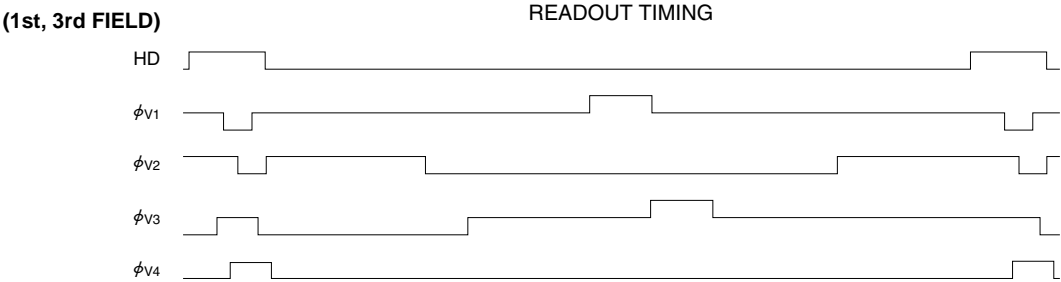 READOUT TIMING
(1st, 3rd FIELD)
HD
ϕV1
ϕV2
ϕV3
ϕV4